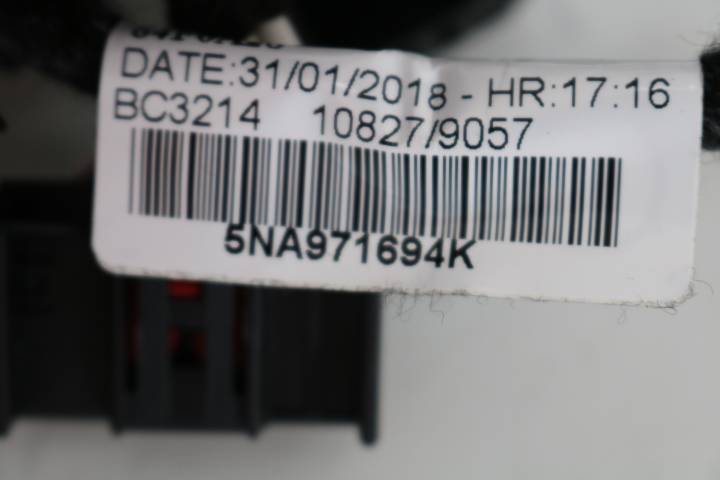 DATE:31/01/2018 - HR:17:16
BC3214 10827/9057
5NA971694K